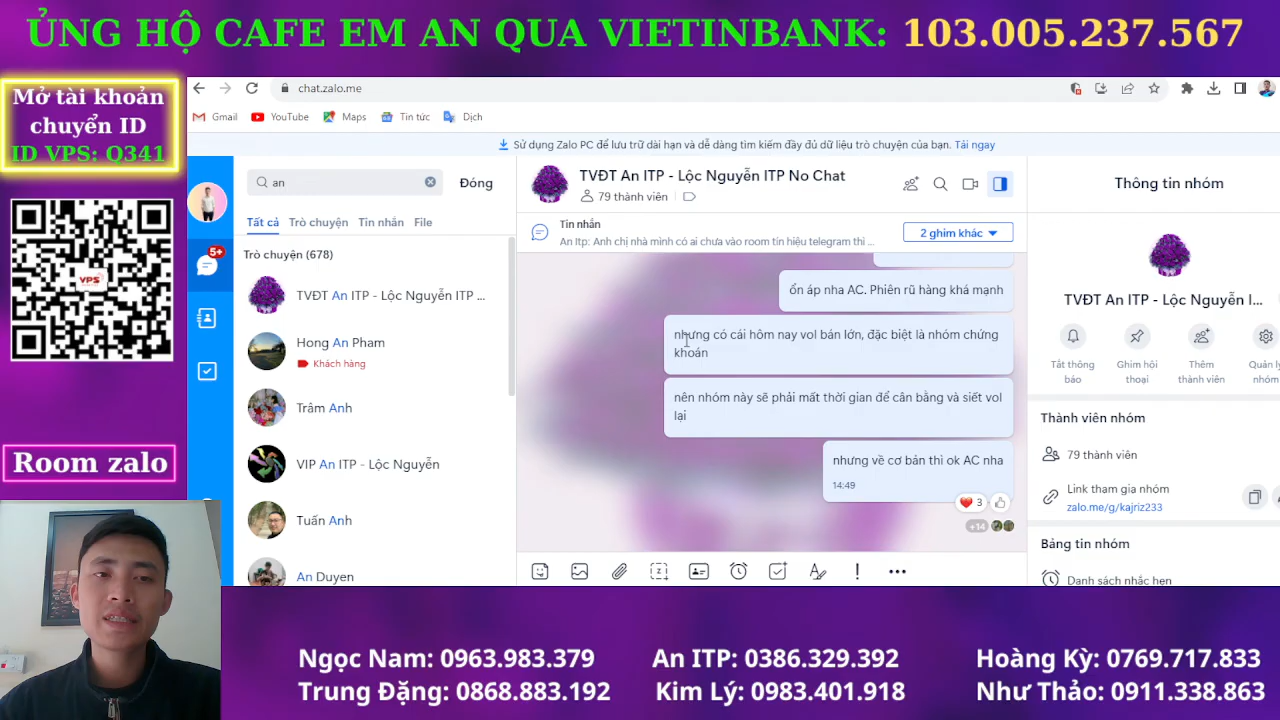 ỦNG HỘ CAFE EM AN QUA VIETINBANK: 103.005.237.567
Mở tài khoản
chuyển ID
ID VPS: Q341
VPS
Room zalo
chat.zalo.me
Gmail
YouTube
Maps
Tin tức
Dịch
Sử dụng Zalo PC để lưu trữ dài hạn và dễ dàng tìm kiếm đầy đủ dữ liệu trò chuyện của bạn. Tải ngay
5+
an
Đóng
Tất cả
Trò chuyện
Tin nhắn
File
Trò chuyện (678)
TVĐT An ITP - Lộc Nguyễn ITP ...
Hong An Pham
Khách hàng
Trâm Anh
VIP An ITP - Lộc Nguyễn
Tuấn Anh
An Duyen
TVĐT An ITP - Lộc Nguyễn ITP No Chat
79 thành viên
Tin nhắn
An Itp: Anh chị nhà mình có ai chưa vào room tín hiệu telegram thì ...
2 ghim khác
ổn áp nha AC. Phiên rũ hàng khá mạnh
nhưng có cái hôm nay vol bán lớn, đặc biệt là nhóm chứng
khoán
nên nhóm này sẽ phải mất thời gian để cân bằng và siết vol
lại
nhưng về cơ bản thì ok AC nha
14:49
3
+14
Thông tin nhóm
TVĐT An ITP - Lộc Nguyễn I...
Tắt thông
báo
Ghim hội
thoại
Thêm
thành viên
Quản lý
nhóm
Thành viên nhóm
79 thành viên
Link tham gia nhóm
zalo.me/g/kajriz233
Bảng tin nhóm
Danh sách nhắc hẹn
Ngọc Nam: 0963.983.379
An ITP: 0386.329.392
Hoàng Kỳ: 0769.717.833
Trung Đặng: 0868.883.192
Kim Lý: 0983.401.918
Như Thảo: 0911.338.863